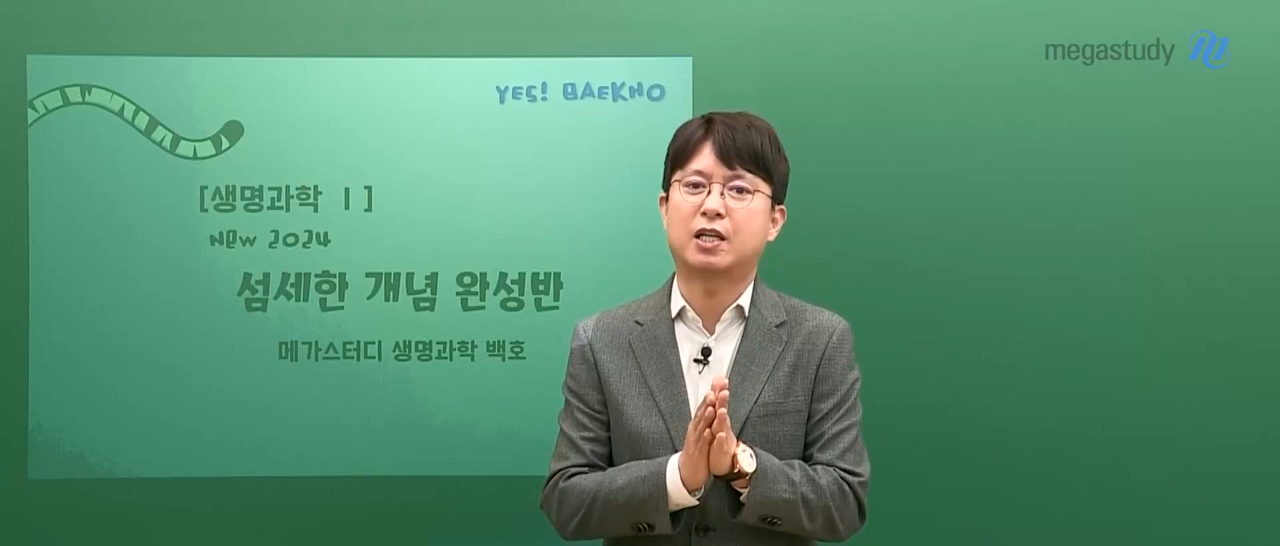 megastudy
YES! BAEKHO
[생명과학 Ⅰ]
New 2024
섬세한 개념 완성반
메가스터디 생명과학 백호